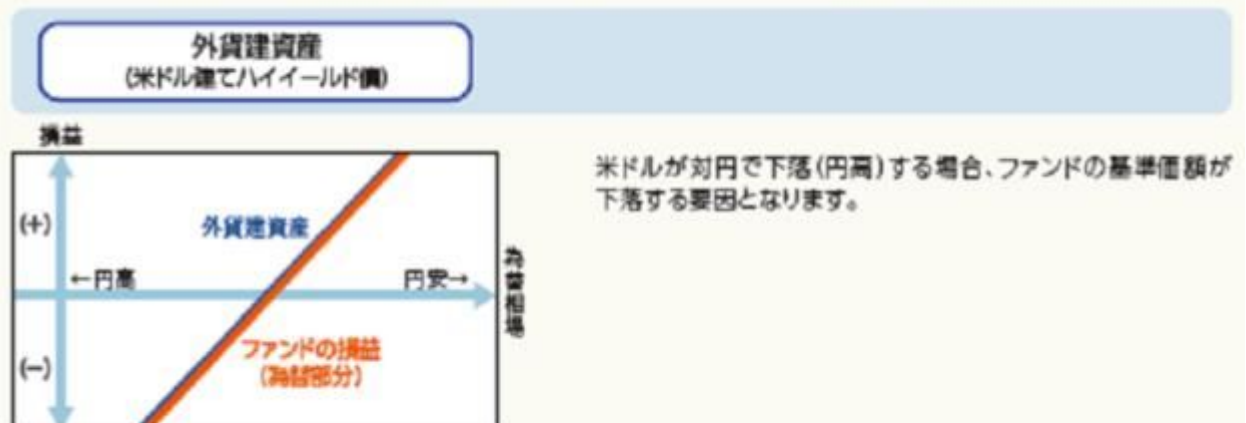 外貨建資産
(米ドル建てハイイールド債)
損益
(+)
外貨建資産
←円高
円安→
為替相場
ファンドの損益
(為替部分)
(−)
米ドルが対円で下落(円高)する場合、ファンドの基準価額が
下落する要因となります。